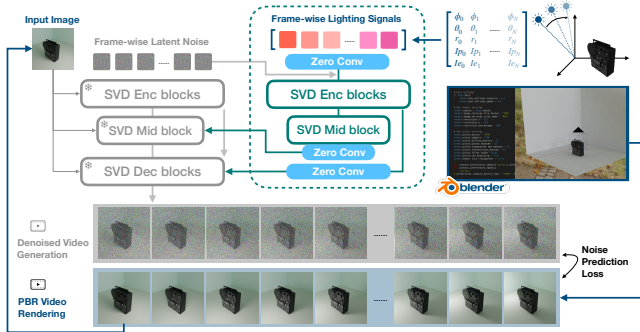 Input Image
Frame-wise Latent Noise
......
SVD Enc blocks
SVD Mid block
SVD Dec blocks
Frame-wise Lighting Signals
......
Zero Conv
SVD Enc blocks
SVD Mid block
Zero Conv
Zero Conv
ϕ0 ϕ1 ϕN
θ0 θ1 ...... θN
r0 r1 rN
Ip0 Ip1 ...... IpN
Ic0 Ic1 IcN
blender
Denoised Video
Generation
......
Noise
Prediction
Loss
PBR Video
Rendering
......